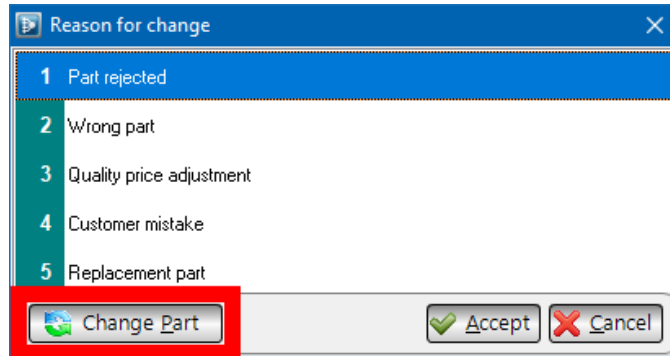 Reason for change
1 Part rejected
2 Wrong part
3 Quality price adjustment
4 Customer mistake
5 Replacement part
Change Part Accept Cancel